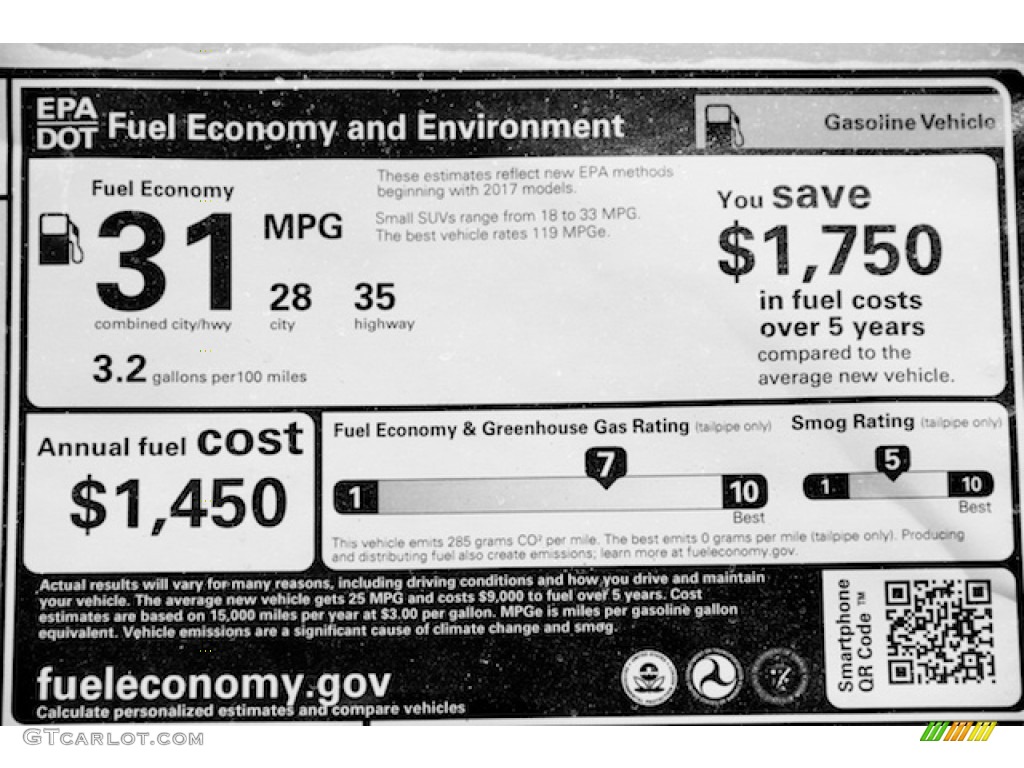 EPA
DOT Fuel Economy and Environment
Gasoline Vehicle
Fuel Economy
31 MPG
combined city/hwy
28
city
35
highway
3.2 gallons per100 miles
These estimates reflect new EPA methods
beginning with 2017 models.
Small SUVs range from 18 to 33 MPG.
The best vehicle rates 119 MPGe.
You save
$1,750
in fuel costs
over 5 years
compared to the
average new vehicle.
Annual fuel cost
$1,450
Fuel Economy & Greenhouse Gas Rating (tailpipe only)
7
1 10
Best
Smog Rating (tailpipe only)
5
1 10
Best
This vehicle emits 285 grams CO² per mile. The best emits 0 grams per mile (tailpipe only). Producing
and distributing fuel also create emissions; learn more at fueleconomy.gov.
Actual results will vary for many reasons, including driving conditions and how you drive and maintain
your vehicle. The average new vehicle gets 25 MPG and costs $9,000 to fuel over 5 years. Cost
estimates are based on 15,000 miles per year at $3.00 per gallon. MPGe is miles per gasoline gallon
equivalent. Vehicle emissions are a significant cause of climate change and smog.
fueleconomy.gov
Calculate personalized estimates and compare vehicles
Smartphone
QR Code™
GTcarlot.com